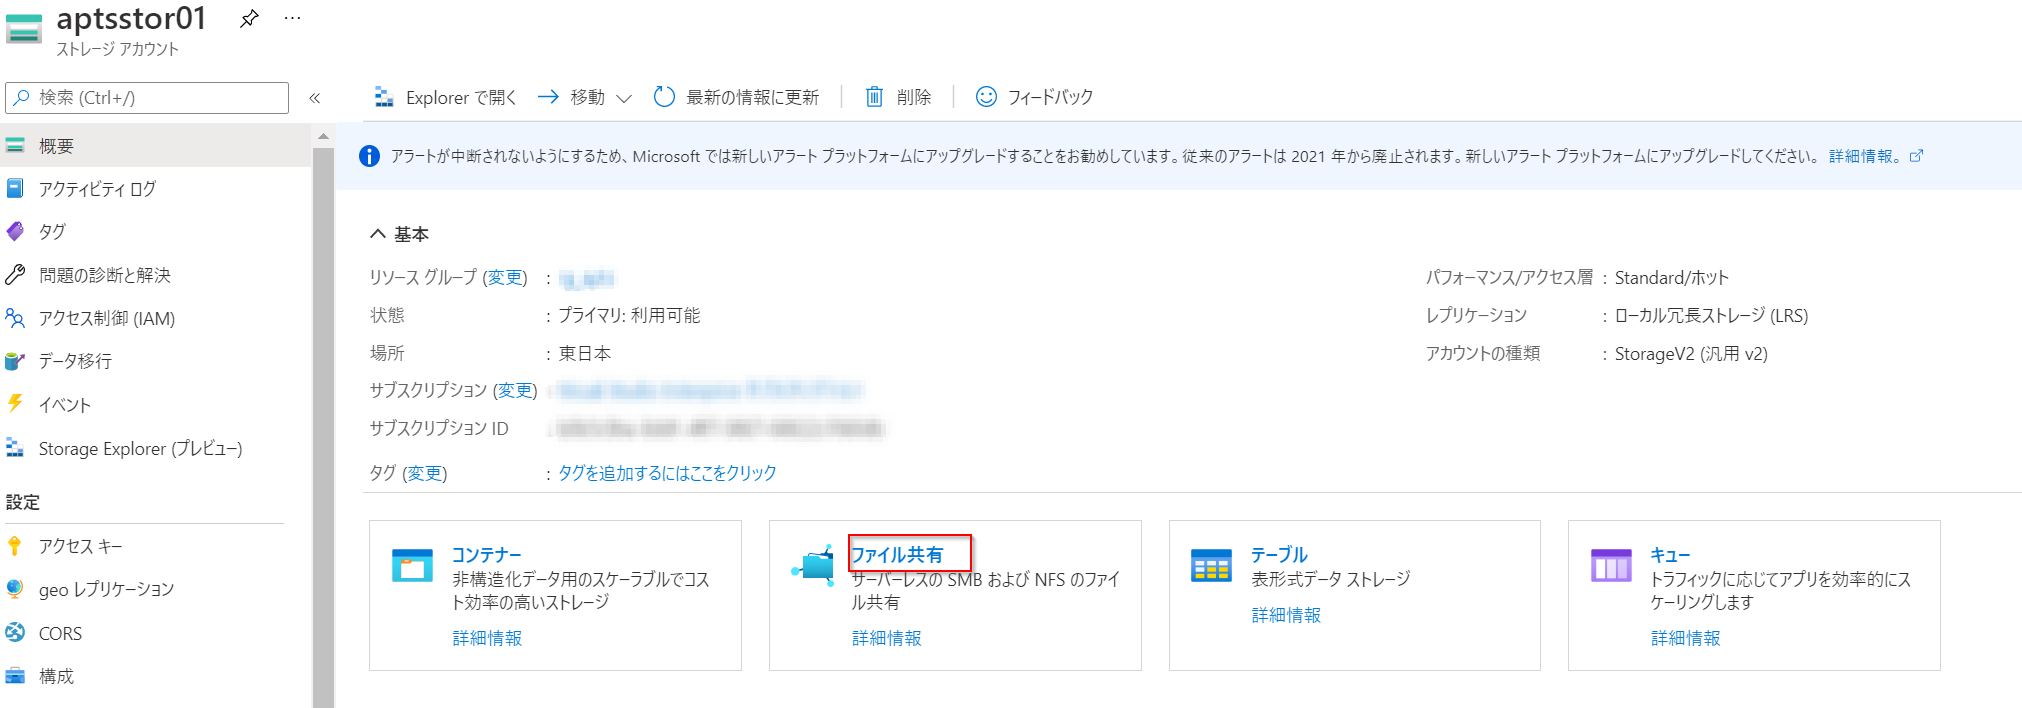 aptsstor01
ストレージ アカウント
検索 (Ctrl+/)
概要
アクティビティ ログ
タグ
問題の診断と解決
アクセス制御 (IAM)
データ移行
イベント
Storage Explorer (プレビュー)
設定
アクセス キー
geo レプリケーション
CORS
構成
Explorer で開く 移動 最新の情報に更新 削除 フィードバック
アラートが中断されないようにするため、Microsoft では新しいアラート プラットフォームにアップグレードすることをお勧めしています。従来のアラートは 2021 年から廃止されます。新しいアラート プラットフォームにアップグレードしてください。 詳細情報。
基本
リソース グループ (変更) :
状態 : プライマリ: 利用可能
場所 : 東日本
サブスクリプション (変更) :
サブスクリプション ID :
タグ (変更) : タグを追加するにはここをクリック
パフォーマンス/アクセス層 : Standard/ホット
レプリケーション : ローカル冗長ストレージ (LRS)
アカウントの種類 : StorageV2 (汎用 v2)
コンテナー
非構造化データ用のスケーラブルでコス
ト効率の高いストレージ
詳細情報
ファイル共有
サーバーレスの SMB および NFS のファイ
ル共有
詳細情報
テーブル
表形式データ ストレージ
詳細情報
キュー
トラフィックに応じてアプリを効率的にス
ケーリングします
詳細情報